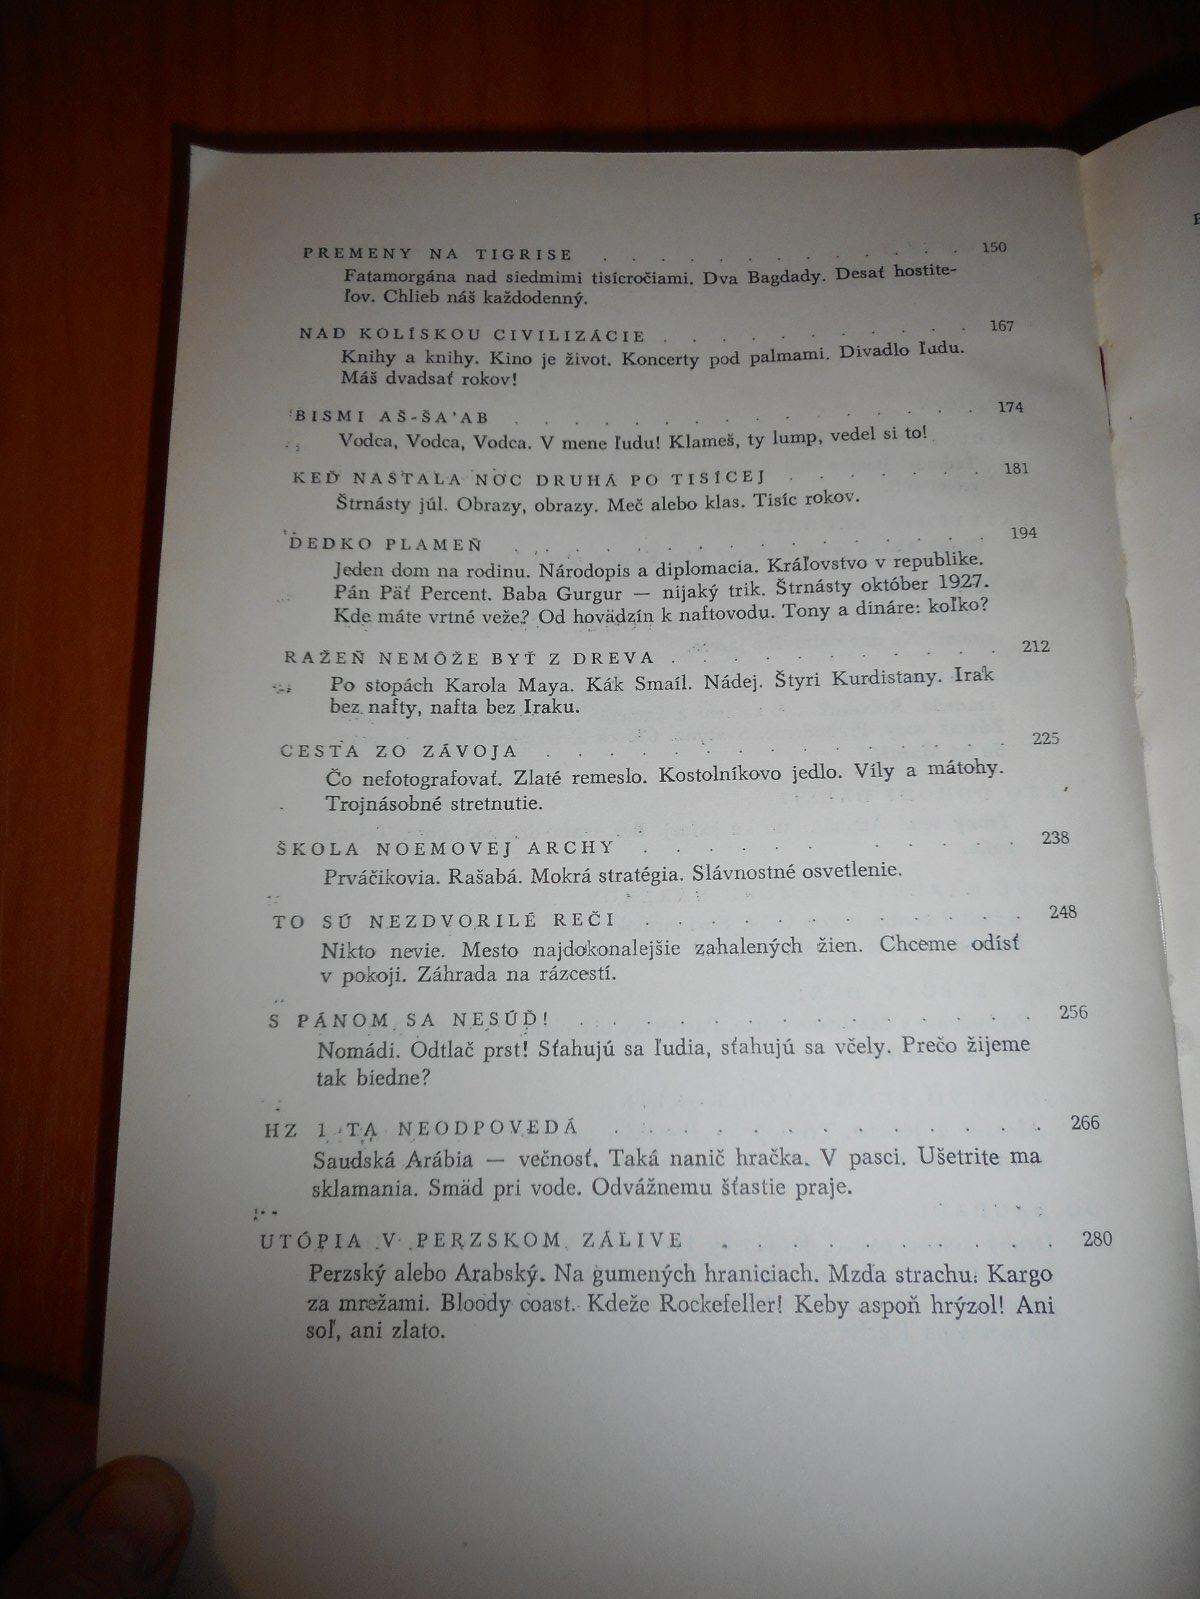 PREMENY NA TIGRISE . . . . . . . . . . . . . 150
Fatamorgána nad siedmimi tisícročiami. Dva Bagdady. Desať hostite-
ľov. Chlieb náš každodenný.
NAD KOLÍSKOU CIVILIZÁCIE . . . . . . . . . . . 167
Knihy a knihy. Kino je život. Koncerty pod palmami. Divadlo ľudu.
Máš dvadsať rokov!
BISMI AŠ-ŠA'AB . . . . . . . . . . . . . . . . 174
Vodca, Vodca, Vodca. V mene ľudu! Klameš, ty lump, vedel si to!
KEĎ NASTALA NOC DRUHÁ PO TISÍCEJ . . . . . . . 181
Štrnásty júl. Obrazy, obrazy. Meč alebo klas. Tisíc rokov.
DEDKO PLAMEŇ . . . . . . . . . . . . . . . . 194
Jeden dom na rodinu. Národopis a diplomacia. Kráľovstvo v republike.
Pán Päť Percent. Baba Gurgur — nijaký trik. Štrnásty október 1927.
Kde máte vrtné veže? Od hovädzín k naftovodu. Tony a dináre: koľko?
RAŽEŇ NEMÔŽE BYŤ Z DREVA . . . . . . . . . . . 212
Po stopách Karola Maya. Kák Smaíl. Nádej. Štyri Kurdistany. Irak
bez nafty, nafta bez Iraku.
CESTA ZO ZÁVOJA . . . . . . . . . . . . . . . 225
Čo nefotografovať. Zlaté remeslo. Kostolníkovo jedlo. Víly a mátohy.
Trojnásobné stretnutie.
ŠKOLA NOEMOVEJ ARCHY . . . . . . . . . . . . 238
Prváčikovia. Rašabá. Mokrá stratégia. Slávnostné osvetlenie.
TO SÚ NEZDVORILÉ REČI . . . . . . . . . . . . 248
Nikto nevie. Mesto najdokonalejšie zahalených žien. Chceme odísť
v pokoji. Záhrada na rázcestí.
S PÁNOM SA NESÚĎ! . . . . . . . . . . . . . . 256
Nomádi. Odtlač prst! Sťahujú sa ľudia, sťahujú sa včely. Prečo žijeme
tak biedne?
HZ 1 TA NEODPOVEDÁ . . . . . . . . . . . . . 266
Saudská Arábia — večnosť. Taká nanič hračka. V pasci. Ušetrite ma
sklamania. Smäd pri vode. Odvážnemu šťastie praje.
UTÓPIA V PERZSKOM ZÁLIVE . . . . . . . . . . 280
Perzský alebo Arabský. Na gumených hraniciach. Mzda strachu. Kargo
za mrežami. Bloody coast. Kdeže Rockefeller! Keby aspoň hrýzol! Ani
soľ, ani zlato.